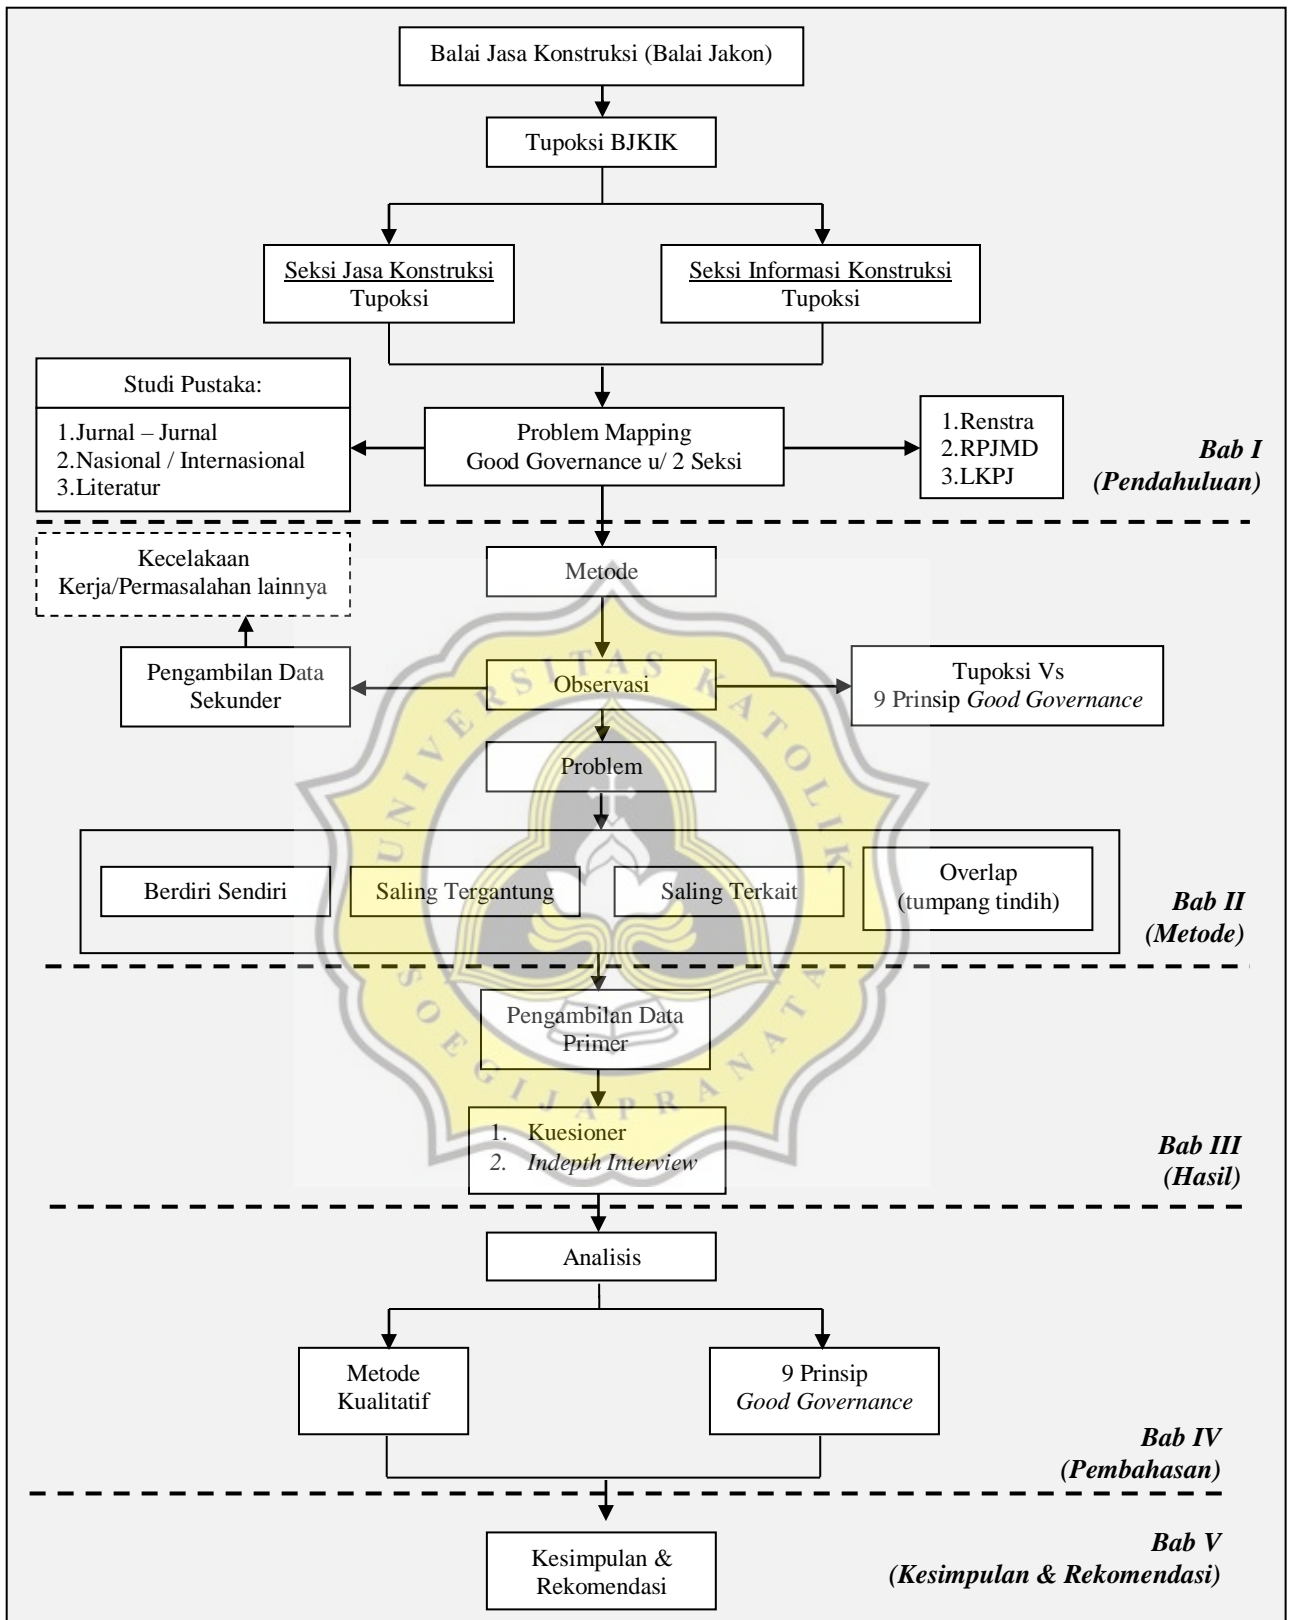 Balai Jasa Konstruksi (Balai Jakon)
Tupoksi BJKIK
Seksi Jasa Konstruksi
Tupoksi
Seksi Informasi Konstruksi
Tupoksi
Studi Pustaka:
1.Jurnal – Jurnal
2.Nasional / Internasional
3.Literatur
Problem Mapping
Good Governance u/ 2 Seksi
1.Renstra
2.RPJMD
3.LKPJ
Bab I
(Pendahuluan)
Kecelakaan
Kerja/Permasalahan lainnya
Metode
Pengambilan Data
Sekunder
Observasi
Tupoksi Vs
9 Prinsip Good Governance
Problem
Berdiri Sendiri
Saling Tergantung
Saling Terkait
Overlap
(tumpang tindih)
Bab II
(Metode)
Pengambilan Data
Primer
1. Kuesioner
2. Indepth Interview
Bab III
(Hasil)
Analisis
Metode
Kualitatif
9 Prinsip
Good Governance
Bab IV
(Pembahasan)
Kesimpulan &
Rekomendasi
Bab V
(Kesimpulan & Rekomendasi)
UNIVERSITAS KATOLIK
SOEGIJAPRANATA